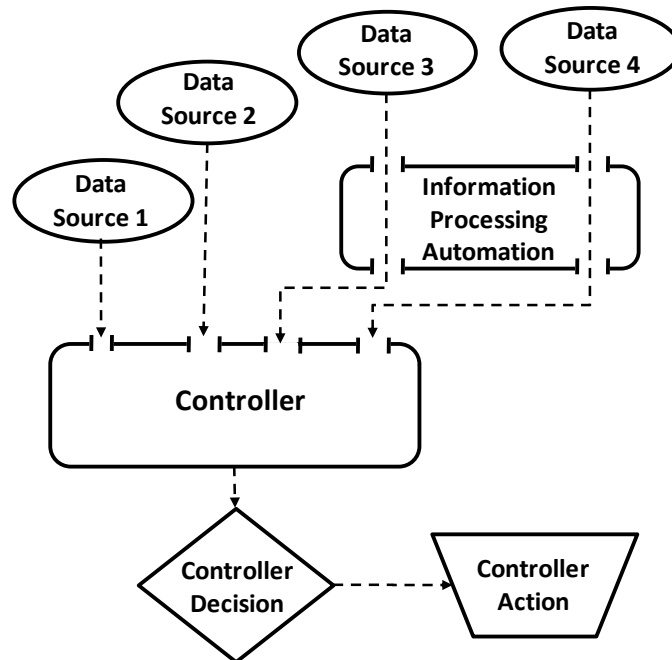 Data
Source 1
Data
Source 2
Data
Source 3
Data
Source 4
Information
Processing
Automation
Controller
Controller
Decision
Controller
Action